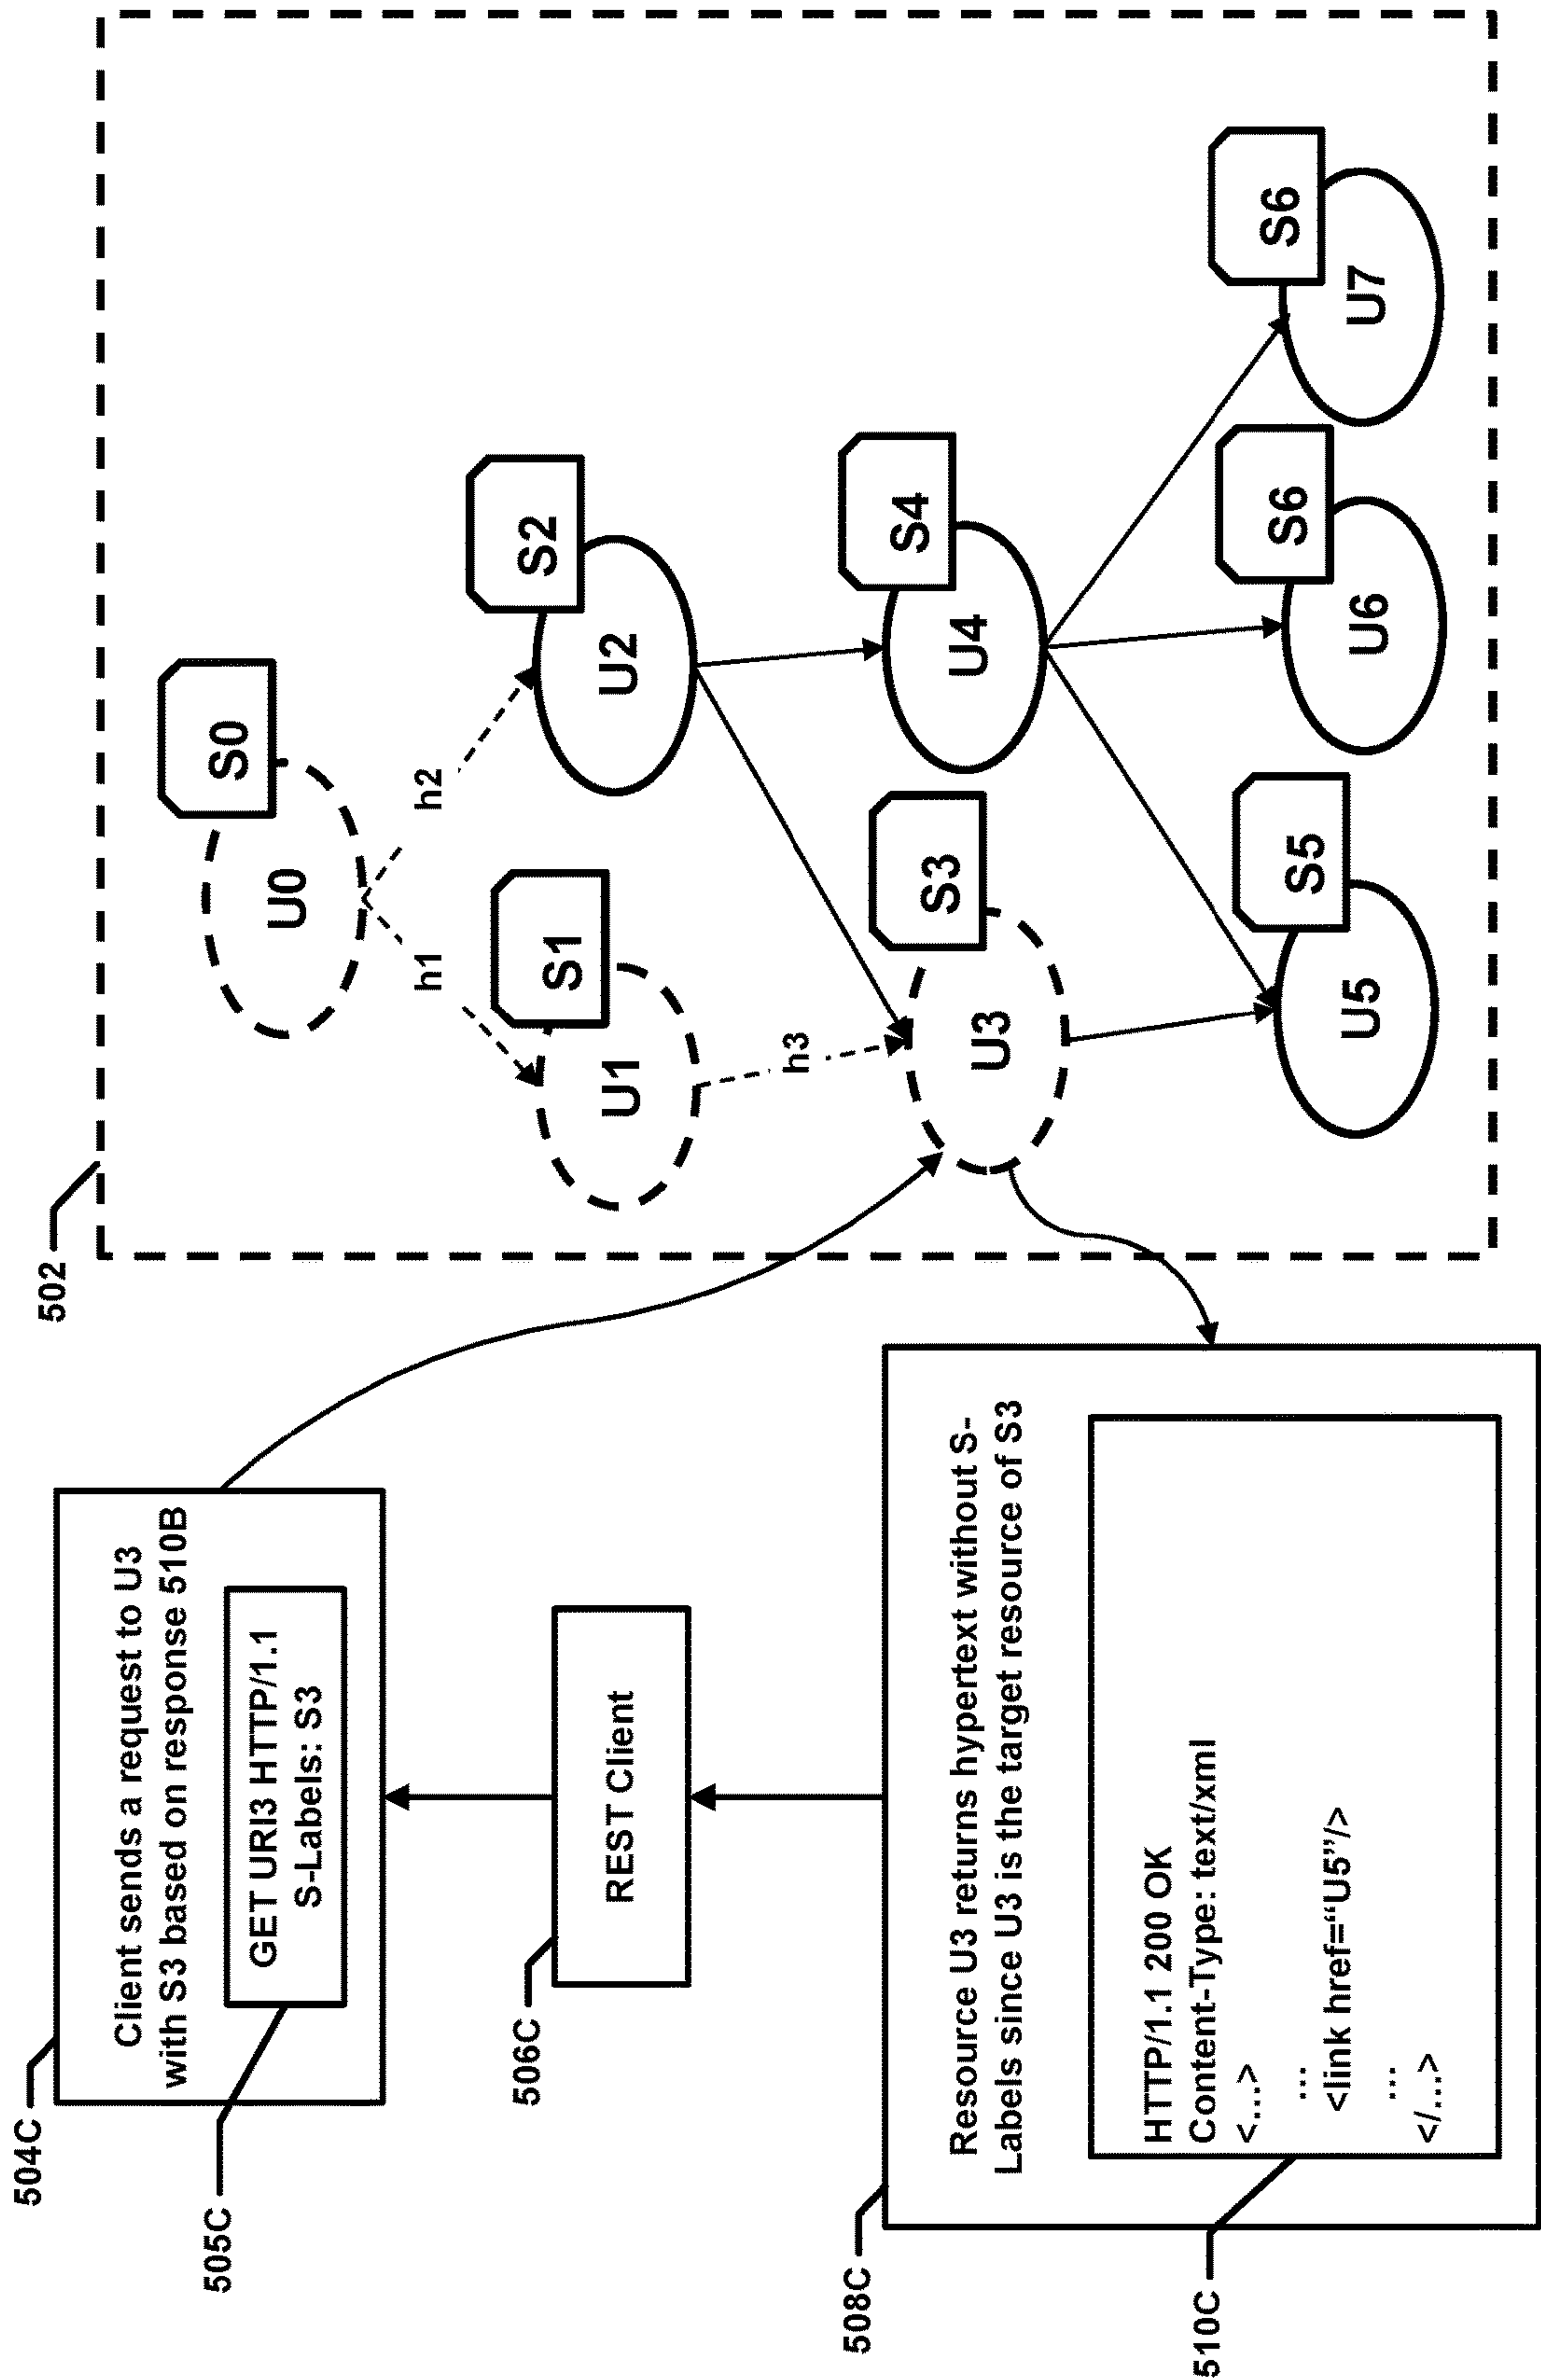 504C
Client sends a request to U3
with S3 based on response 510B
505C
GET URI3 HTTP/1.1
S-Labels: S3
506C
REST Client
508C
Resource U3 returns hypertext without S-
Labels since U3 is the target resource of S3
510C
HTTP/1.1 200 OK
Content-Type: text/xml
<...>
...
<link href=“U5”/>
...
</...>
502
S0
U0
h1
h2
S1
U1
S2
U2
h3
S3
U3
S4
U4
S5
U5
S6
U6
S6
U7